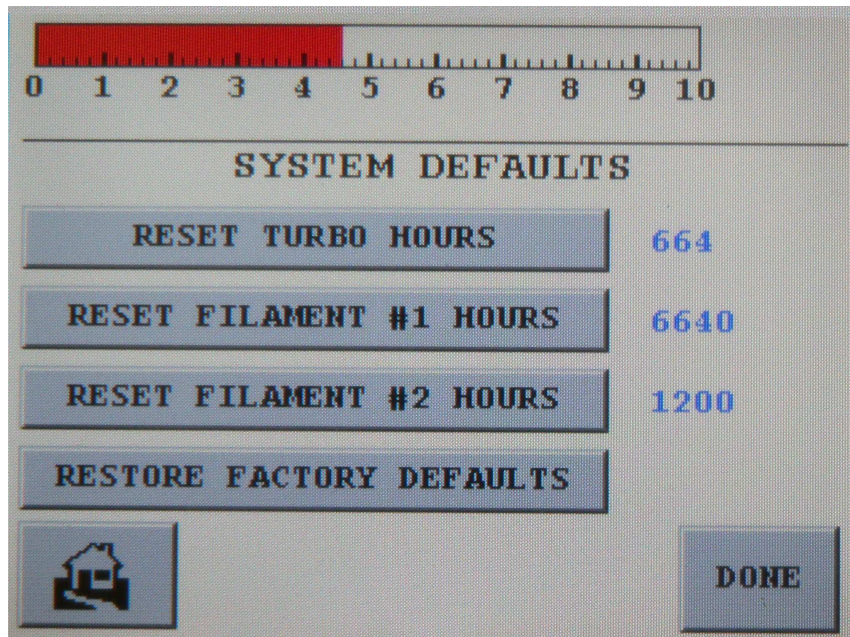 0 1 2 3 4 5 6 7 8 9 10
SYSTEM DEFAULTS
RESET TURBO HOURS 664
RESET FILAMENT #1 HOURS 6640
RESET FILAMENT #2 HOURS 1200
RESTORE FACTORY DEFAULTS
DONE